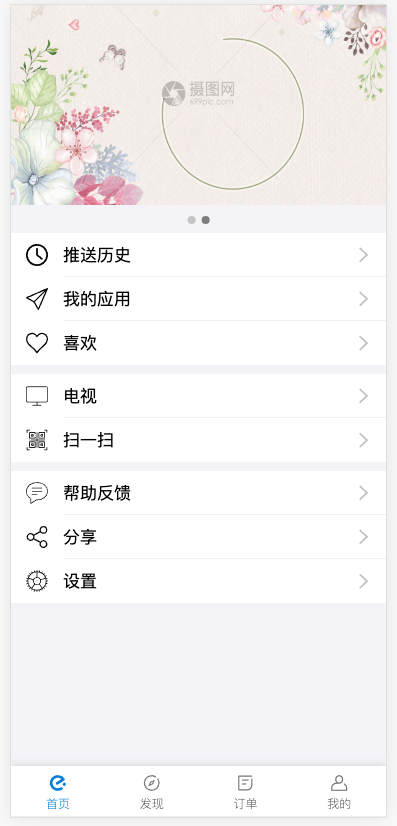 摄图网
699pic.com
推送历史
我的应用
喜欢
电视
扫一扫
帮助反馈
分享
设置
首页
发现
订单
我的